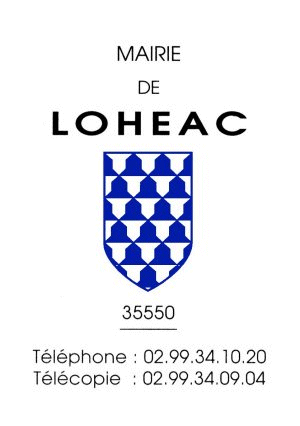 MAIRIE
DE
LOHEAC
35550
Téléphone : 02.99.34.10.20
Télécopie : 02.99.34.09.04